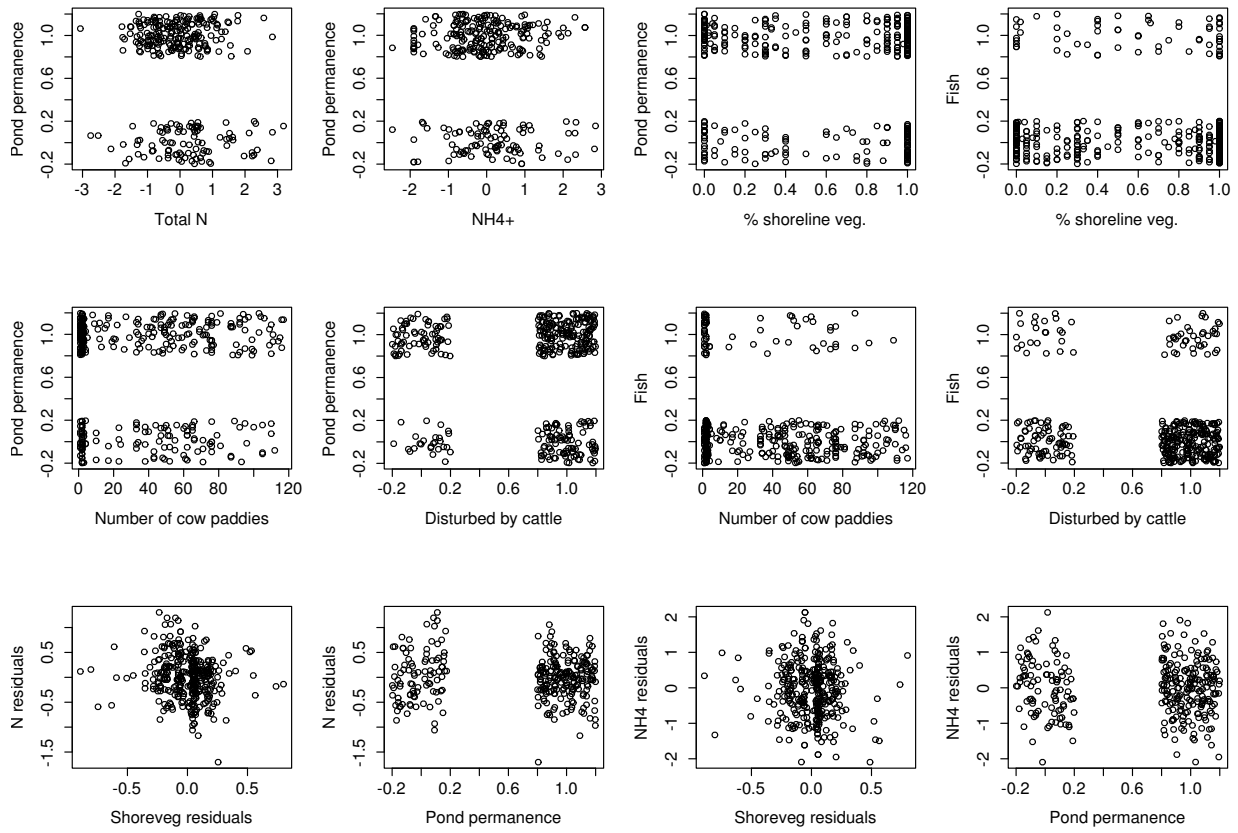 Pond permanence
-0.2 0.2 0.6 1.0
-3 -2 -1 0 1 2 3
Total N
Pond permanence
-0.2 0.2 0.6 1.0
-2 -1 0 1 2 3
NH4+
Pond permanence
-0.2 0.2 0.6 1.0
0.0 0.2 0.4 0.6 0.8 1.0
% shoreline veg.
Fish
-0.2 0.2 0.6 1.0
0.0 0.2 0.4 0.6 0.8 1.0
% shoreline veg.
Pond permanence
-0.2 0.2 0.6 1.0
0 20 40 60 80 100 120
Number of cow paddies
Pond permanence
-0.2 0.2 0.6 1.0
-0.2 0.2 0.6 1.0
Disturbed by cattle
Fish
-0.2 0.2 0.6 1.0
0 20 40 60 80 100 120
Number of cow paddies
Fish
-0.2 0.2 0.6 1.0
-0.2 0.2 0.6 1.0
Disturbed by cattle
N residuals
-1.5 -0.5 0.5
-0.5 0.0 0.5
Shoreveg residuals
N residuals
-1.5 -0.5 0.5
-0.2 0.2 0.6 1.0
Pond permanence
NH4 residuals
-2 -1 0 1 2
-0.5 0.0 0.5
Shoreveg residuals
NH4 residuals
-2 -1 0 1 2
-0.2 0.2 0.6 1.0
Pond permanence